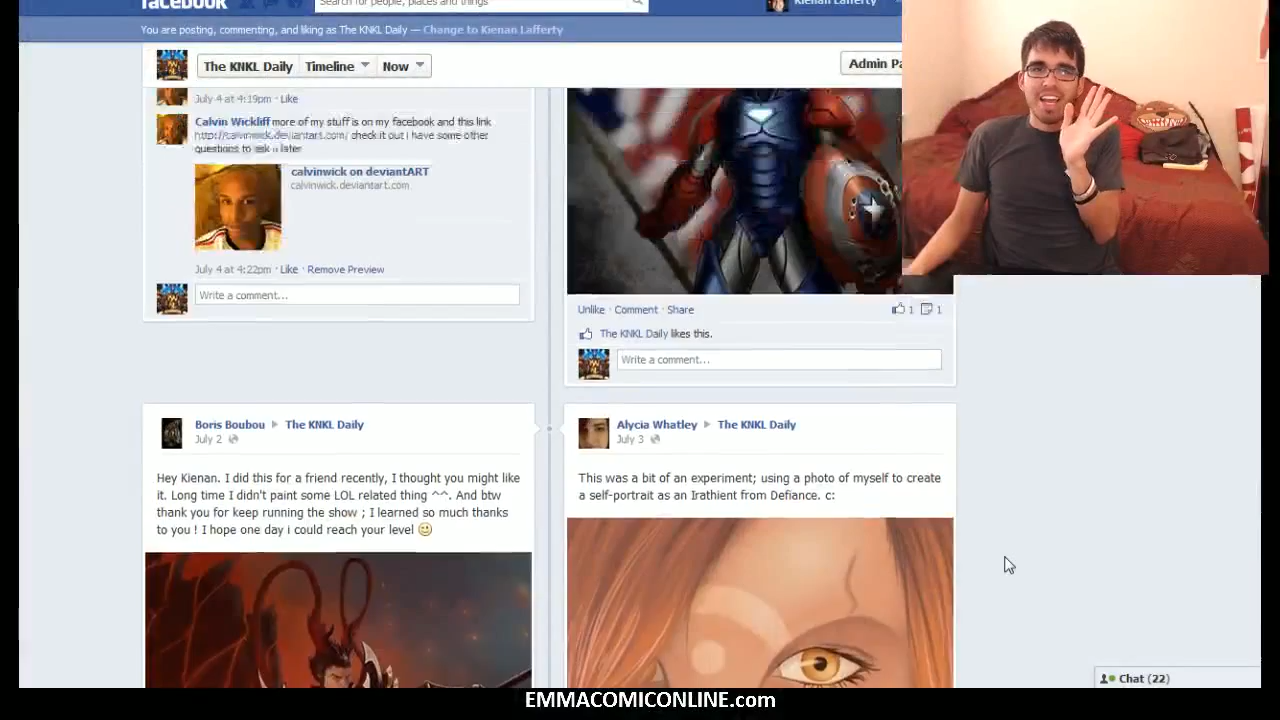 facebook
Search for people, places and things
Kienan Lafferty
You are posting, commenting, and liking as The KNKL Daily — Change to Kienan Lafferty
The KNKL Daily Timeline Now
Admin Pa
July 4 at 4:19pm · Like
Calvin Wickliff more of my stuff is on my facebook and this link
http://calvinwick.deviantart.com/ check it out i have some other
questions to ask u later
calvinwick on deviantART
calvinwick.deviantart.com
July 4 at 4:22pm · Like · Remove Preview
Write a comment...
Unlike · Comment · Share
1 1
The KNKL Daily likes this.
Write a comment...
Boris Boubou The KNKL Daily
July 2
Hey Kienan. I did this for a friend recently, I thought you might like
it. Long time I didn't paint some LOL related thing ^^. And btw
thank you for keep running the show ; I learned so much thanks
to you ! I hope one day i could reach your level
Alycia Whatley The KNKL Daily
July 3
This was a bit of an experiment; using a photo of myself to create
a self-portrait as an Irathient from Defiance. c:
Chat (22)
EMMACOMICONLINE.com